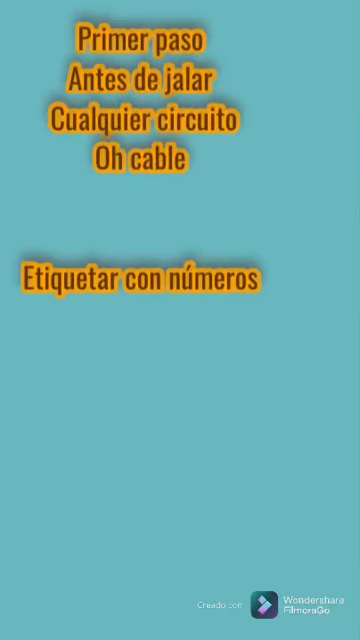 Primer paso
Antes de jalar
Cualquier circuito
Oh cable
Etiquetar con números
Creado con
Wondershare
FilmoraGo